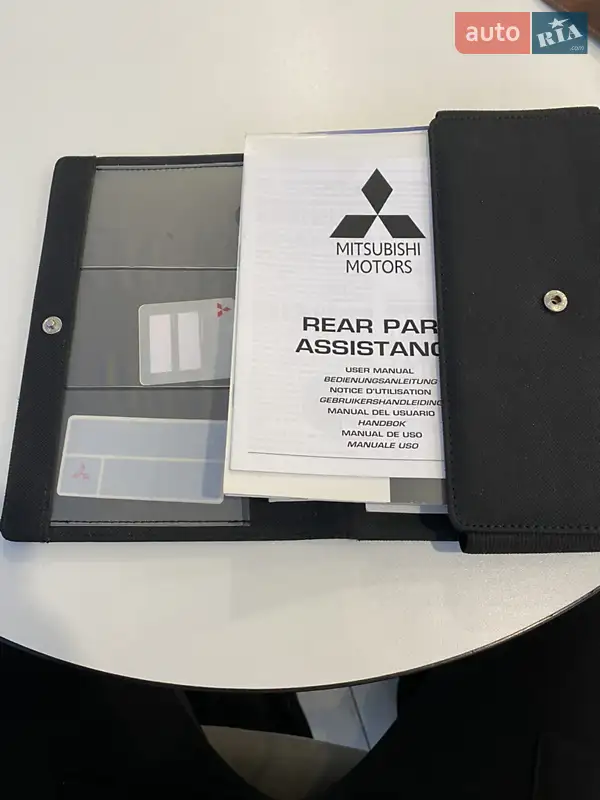 auto
RIA
.com
MITSUBISHI
MOTORS
REAR PAR
ASSISTANC
USER MANUAL
BEDIENUNGSANLEITUNG
NOTICE D'UTILISATION
GEBRUIKERSHANDLEIDING
MANUAL DEL USUARIO
HANDBOK
MANUAL DE USO
MANUALE USO